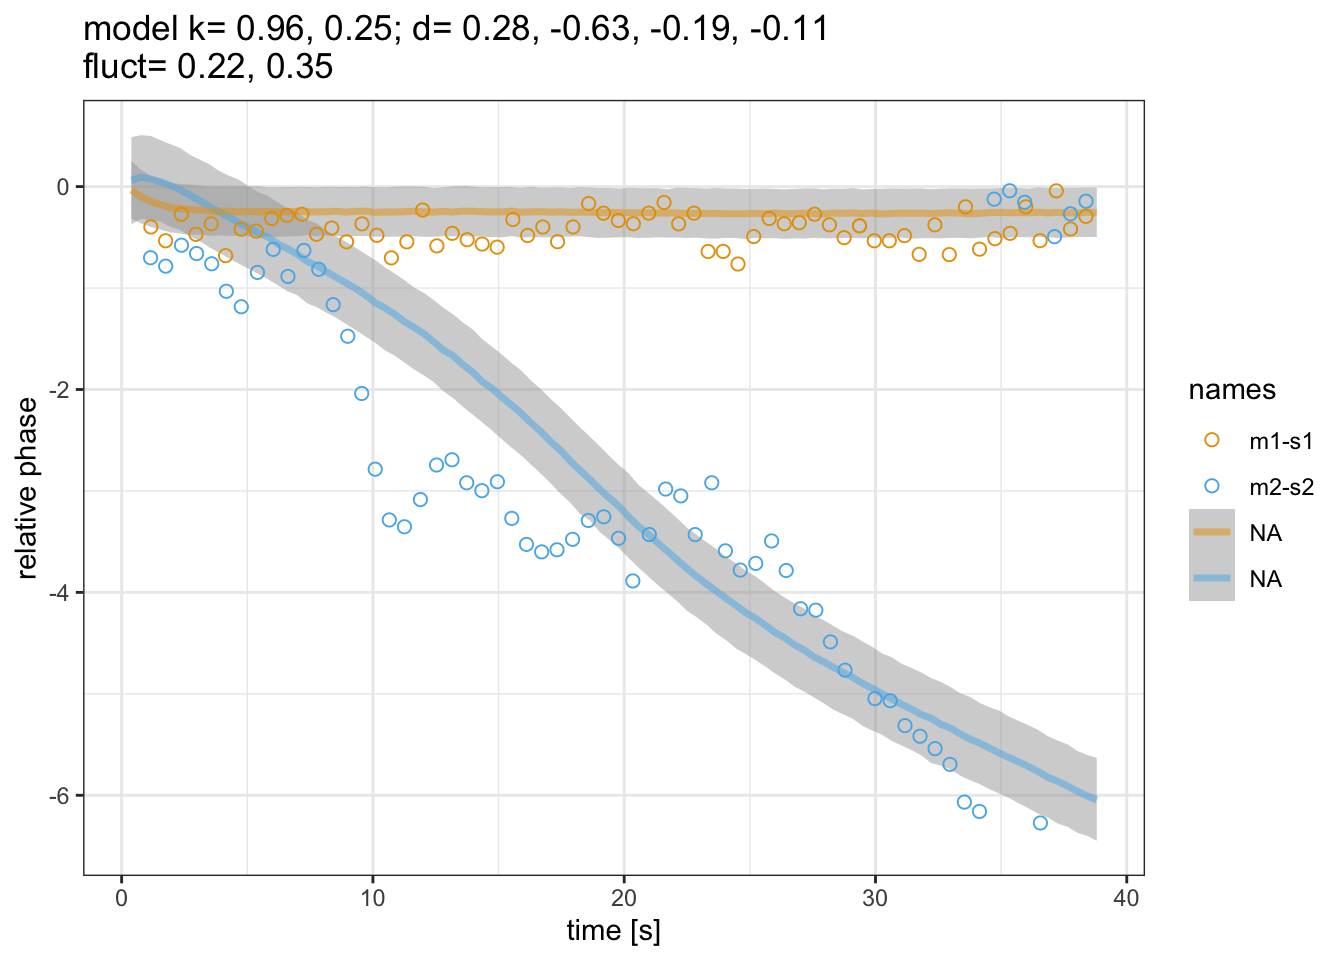 model k= 0.96, 0.25; d= 0.28, -0.63, -0.19, -0.11
fluct= 0.22, 0.35
relative phase
0
-2
-4
-6
0
10
20
30
40
time [s]
names
m1-s1
m2-s2
NA
NA